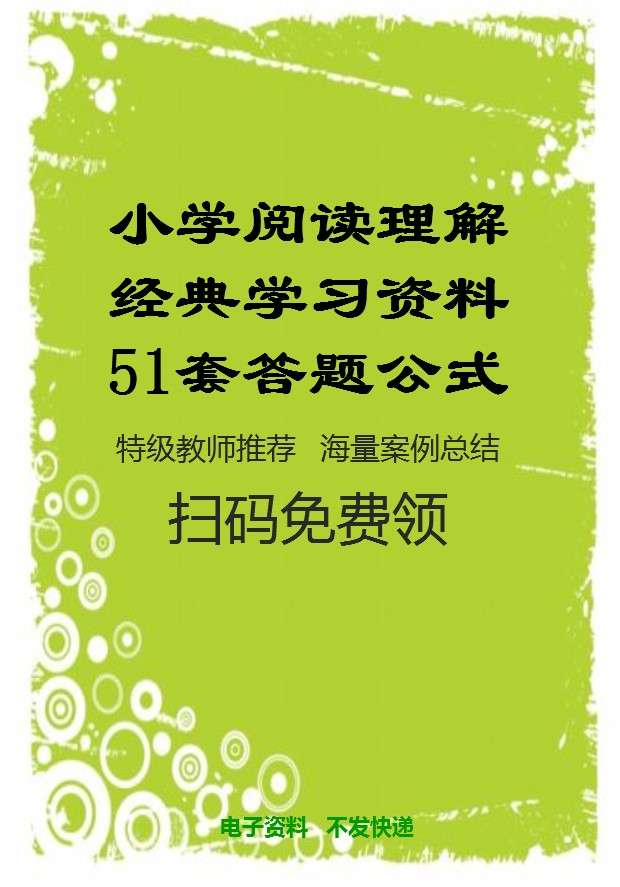 小学阅读理解
经典学习资料
51套答题公式
特级教师推荐 海量案例总结
扫码免费领
电子资料 不发快递